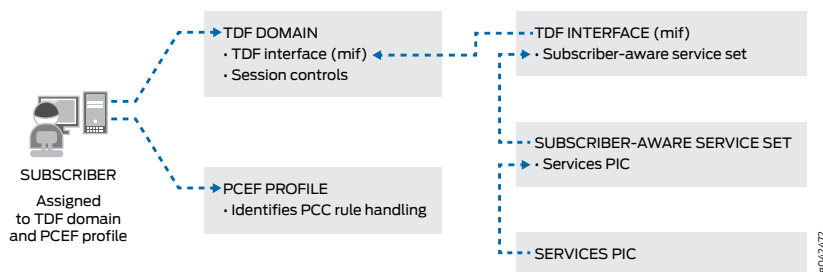 SUBSCRIBER
Assigned
to TDF domain
and PCEF profile
TDF DOMAIN
· TDF interface (mif)
· Session controls
PCEF PROFILE
· Identifies PCC rule handling
TDF INTERFACE (mif)
· Subscriber-aware service set
SUBSCRIBER-AWARE SERVICE SET
· Services PIC
SERVICES PIC
g042472